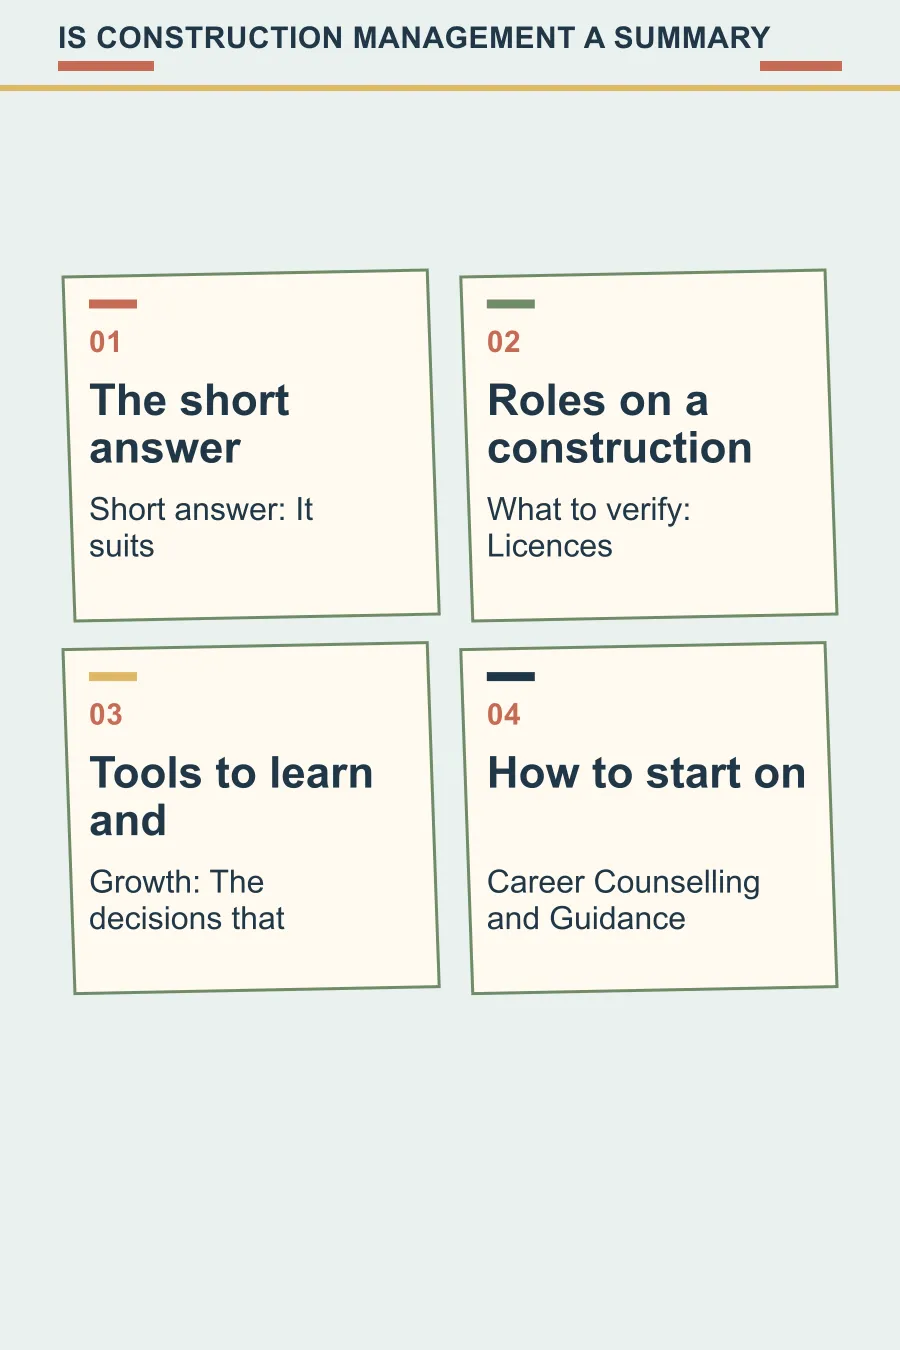 IS CONSTRUCTION MANAGEMENT A SUMMARY
01
The short
answer
Short answer: It
suits
02
Roles on a
construction
What to verify:
Licences
03
Tools to learn
and
Growth: The
decisions that
04
How to start on
Career Counselling
and Guidance